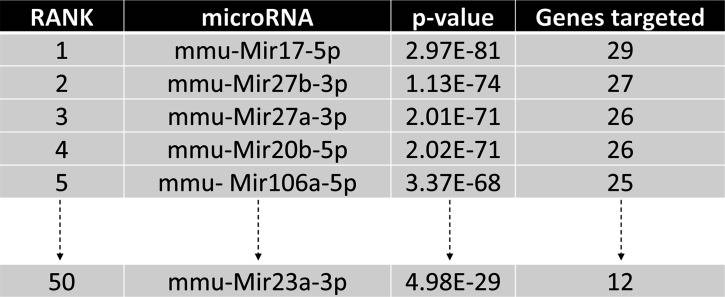 RANK microRNA p-value Genes targeted
1 mmu-Mir17-5p 2.97E-81 29
2 mmu-Mir27b-3p 1.13E-74 27
3 mmu-Mir27a-3p 2.01E-71 26
4 mmu-Mir20b-5p 2.02E-71 26
5 mmu- Mir106a-5p 3.37E-68 25
50 mmu-Mir23a-3p 4.98E-29 12